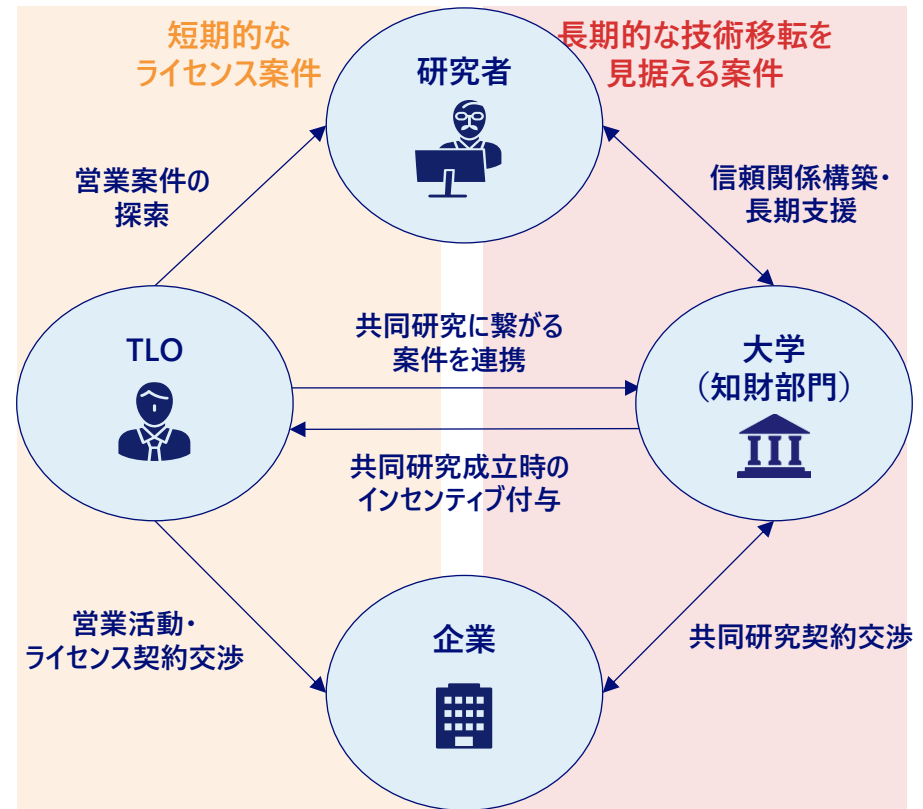 短期的な
ライセンス案件
長期的な技術移転を
見据える案件
研究者
営業案件の
探索
信頼関係構築・
長期支援
TLO
共同研究に繋がる
案件を連携
大学
（知財部門）
共同研究成立時の
インセンティブ付与
営業活動・
ライセンス契約交渉
企業
共同研究契約交渉